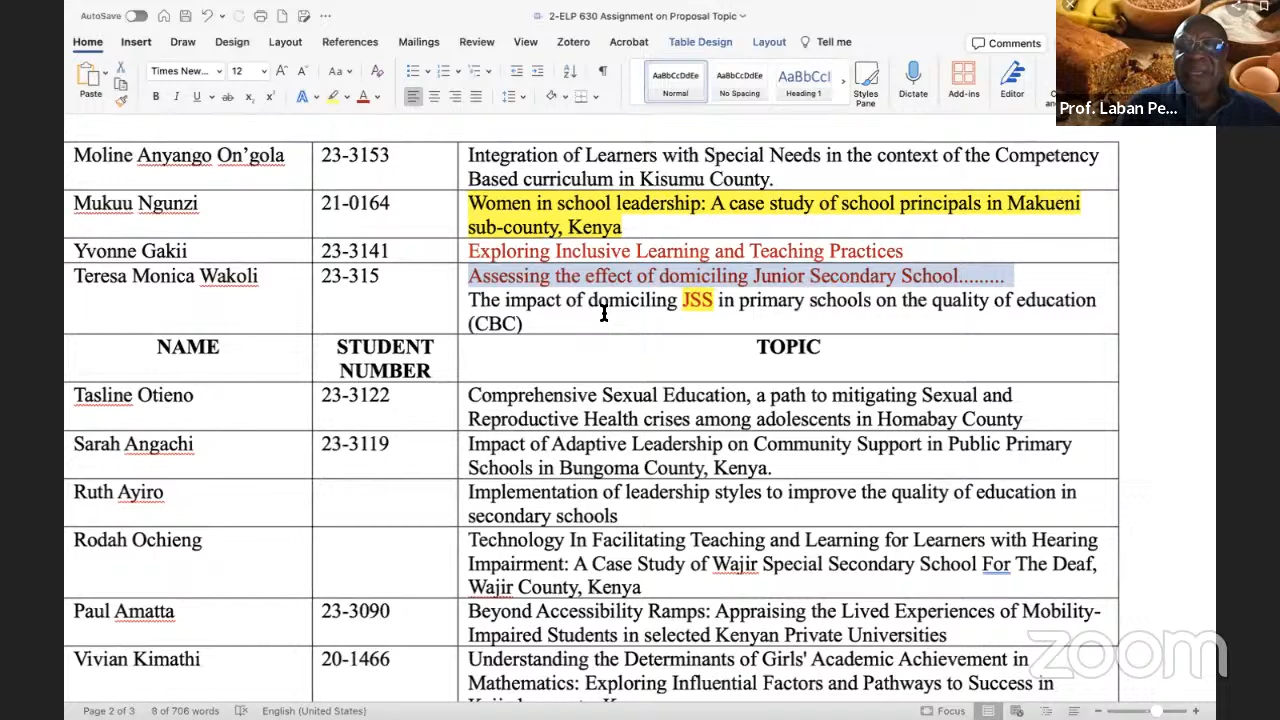 AutoSave
2-ELP 630 Assignment on Proposal Topic
Home Insert Draw Design Layout References Mailings Review View Zotero Acrobat Table Design Layout Tell me
Comments
Paste
Times New... 12
AaBbCcDdEe
Normal
AaBbCcDdEe
No Spacing
AaBbCcI
Heading 1
Styles
Pane
Dictate
Add-ins
Editor
Prof. Laban Pe...
Moline Anyango On’gola 23-3153 Integration of Learners with Special Needs in the context of the Competency
Based curriculum in Kisumu County.
Mukuu Ngunzi 21-0164 Women in school leadership: A case study of school principals in Makueni
sub-county, Kenya
Yvonne Gakii 23-3141 Exploring Inclusive Learning and Teaching Practices
Teresa Monica Wakoli 23-315 Assessing the effect of domiciling Junior Secondary School.........
The impact of domiciling JSS in primary schools on the quality of education
(CBC)
NAME STUDENT TOPIC
NUMBER
Tasline Otieno 23-3122 Comprehensive Sexual Education, a path to mitigating Sexual and
Reproductive Health crises among adolescents in Homabay County
Sarah Angachi 23-3119 Impact of Adaptive Leadership on Community Support in Public Primary
Schools in Bungoma County, Kenya.
Ruth Ayiro Implementation of leadership styles to improve the quality of education in
secondary schools
Rodah Ochieng Technology In Facilitating Teaching and Learning for Learners with Hearing
Impairment: A Case Study of Wajir Special Secondary School For The Deaf,
Wajir County, Kenya
Paul Amatta 23-3090 Beyond Accessibility Ramps: Appraising the Lived Experiences of Mobility-
Impaired Students in selected Kenyan Private Universities
Vivian Kimathi 20-1466 Understanding the Determinants of Girls' Academic Achievement in
Mathematics: Exploring Influential Factors and Pathways to Success in
zoom
Page 2 of 3 8 of 706 words English (United States) Focus